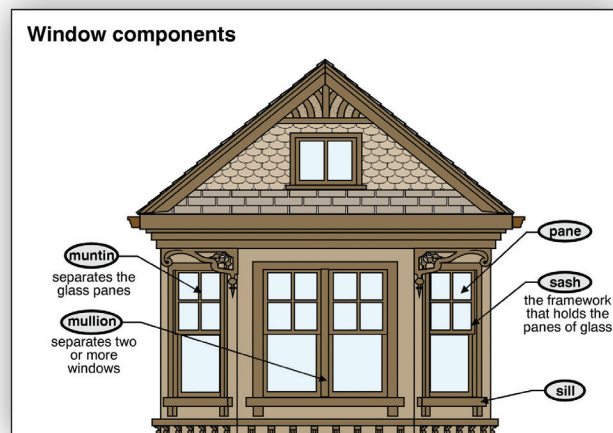 Window components
muntin
separates the
glass panes
mullion
separates two
or more
windows
pane
sash
the framework
that holds the
panes of glass
sill